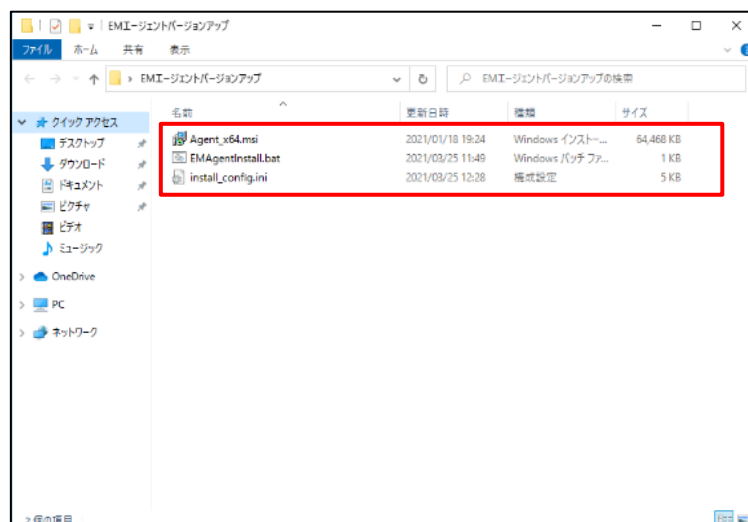 EMエージェントバージョンアップ
ファイル ホーム 共有 表示
EMエージェントバージョンアップ
EMエージェントバージョンアップの検索
名前 更新日時 種類 サイズ
クイック アクセス
デスクトップ
ダウンロード
ドキュメント
ピクチャ
ビデオ
ミュージック
OneDrive
PC
ネットワーク
Agent_x64.msi 2021/01/18 19:24 Windows インストー... 64,468 KB
EMAgentInstall.bat 2021/03/25 11:49 Windows バッチ ファ... 1 KB
install_config.ini 2021/03/25 12:28 構成設定 5 KB
個の項目